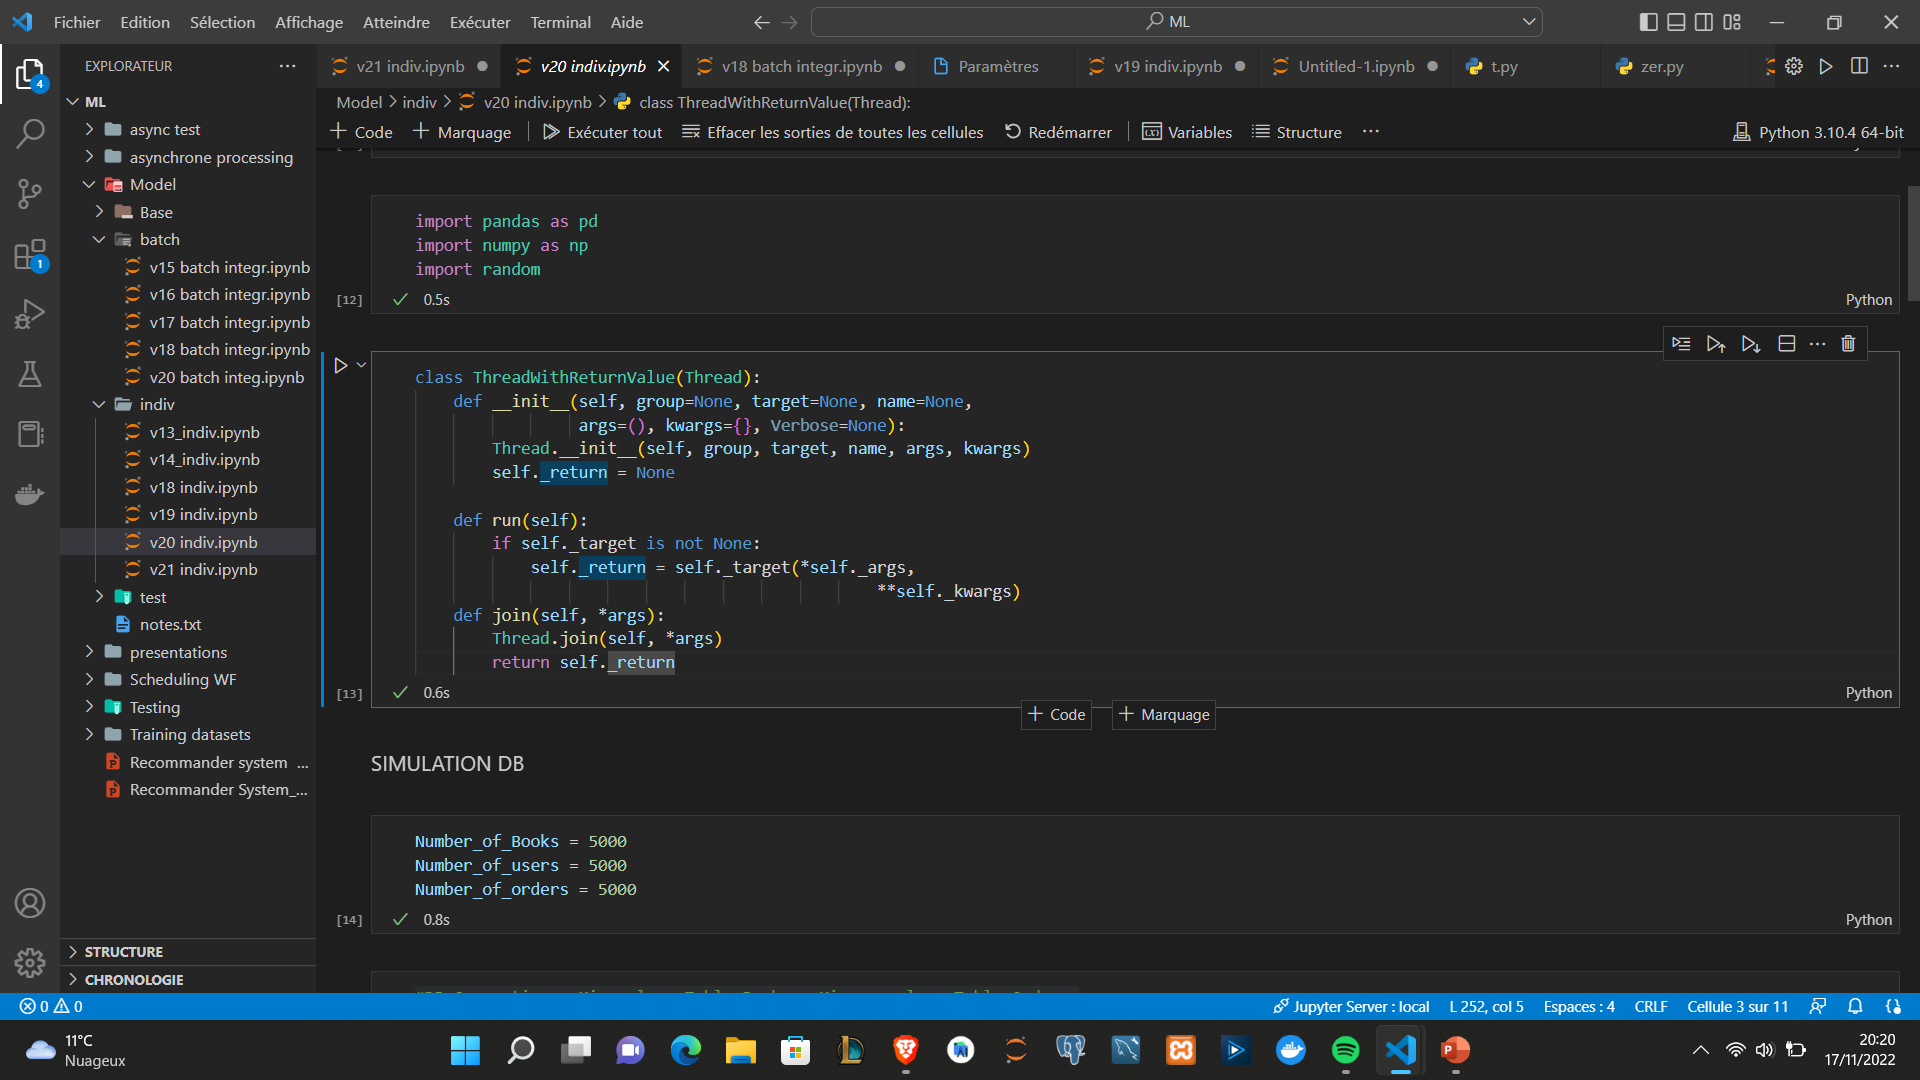 Fichier Edition Sélection Affichage Atteindre Exécuter Terminal Aide
ML
EXPLORATEUR
v21 indiv.ipynb
v20 indiv.ipynb
v18 batch integr.ipynb
Paramètres
v19 indiv.ipynb
Untitled-1.ipynb
t.py
zer.py
Model > indiv > v20 indiv.ipynb > class ThreadWithReturnValue(Thread):
+ Code + Marquage Exécuter tout Effacer les sorties de toutes les cellules Redémarrer Variables Structure ... Python 3.10.4 64-bit
4
1
ML
async test
asynchrone processing
Model
Base
batch
v15 batch integr.ipynb
v16 batch integr.ipynb
v17 batch integr.ipynb
v18 batch integr.ipynb
v20 batch integ.ipynb
indiv
v13_indiv.ipynb
v14_indiv.ipynb
v18 indiv.ipynb
v19 indiv.ipynb
v20 indiv.ipynb
v21 indiv.ipynb
test
notes.txt
presentations
Scheduling WF
Testing
Training datasets
Recommander system ...
Recommander System_...
STRUCTURE
CHRONOLOGIE
import pandas as pd
import numpy as np
import random
[12] 0.5s Python
class ThreadWithReturnValue(Thread):
def __init__(self, group=None, target=None, name=None,
args=(), kwargs={}, Verbose=None):
Thread.__init__(self, group, target, name, args, kwargs)
self._return = None
def run(self):
if self._target is not None:
self._return = self._target(*self._args,
**self._kwargs)
def join(self, *args):
Thread.join(self, *args)
return self._return
[13] 0.6s Python
+ Code + Marquage
SIMULATION DB
Number_of_Books = 5000
Number_of_users = 5000
Number_of_orders = 5000
[14] 0.8s Python
0 0 Jupyter Server : local L 252, col 5 Espaces : 4 CRLF Cellule 3 sur 11
11°C
Nuageux
20:20
17/11/2022